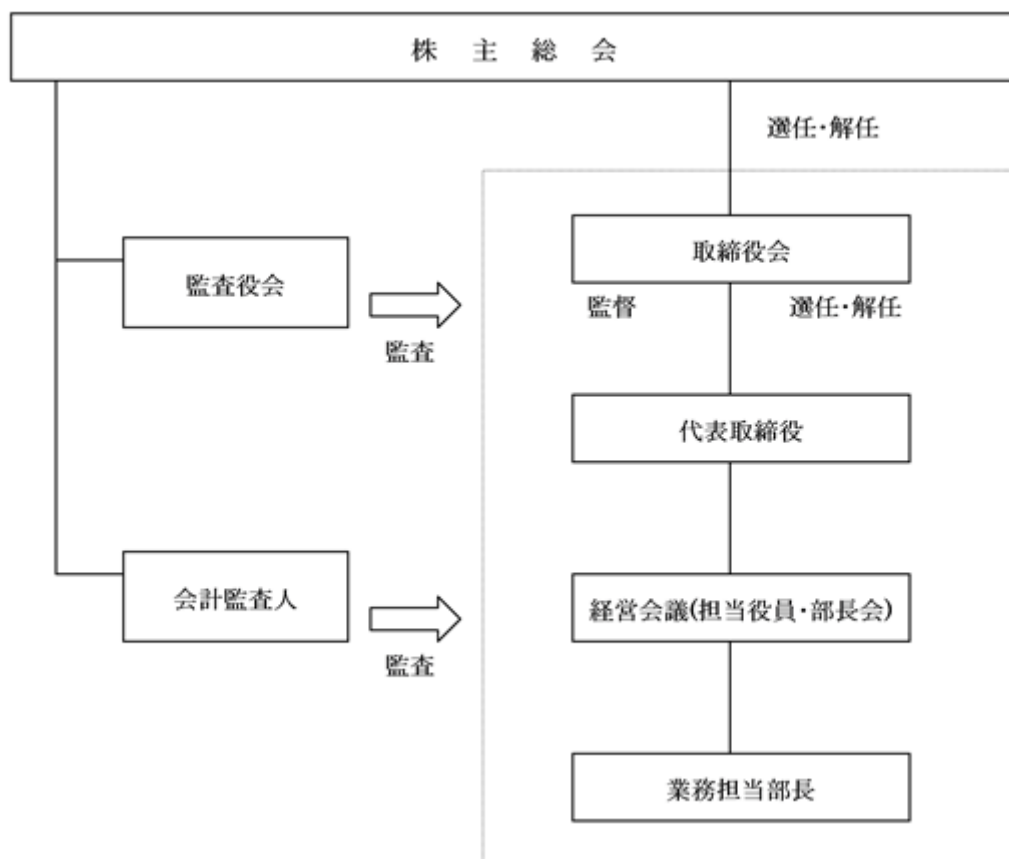 株主総会
選任・解任
取締役会
監査役会
監督
選任・解任
監査
代表取締役
会計監査人
経営会議(担当役員・部長会)
監査
業務担当部長